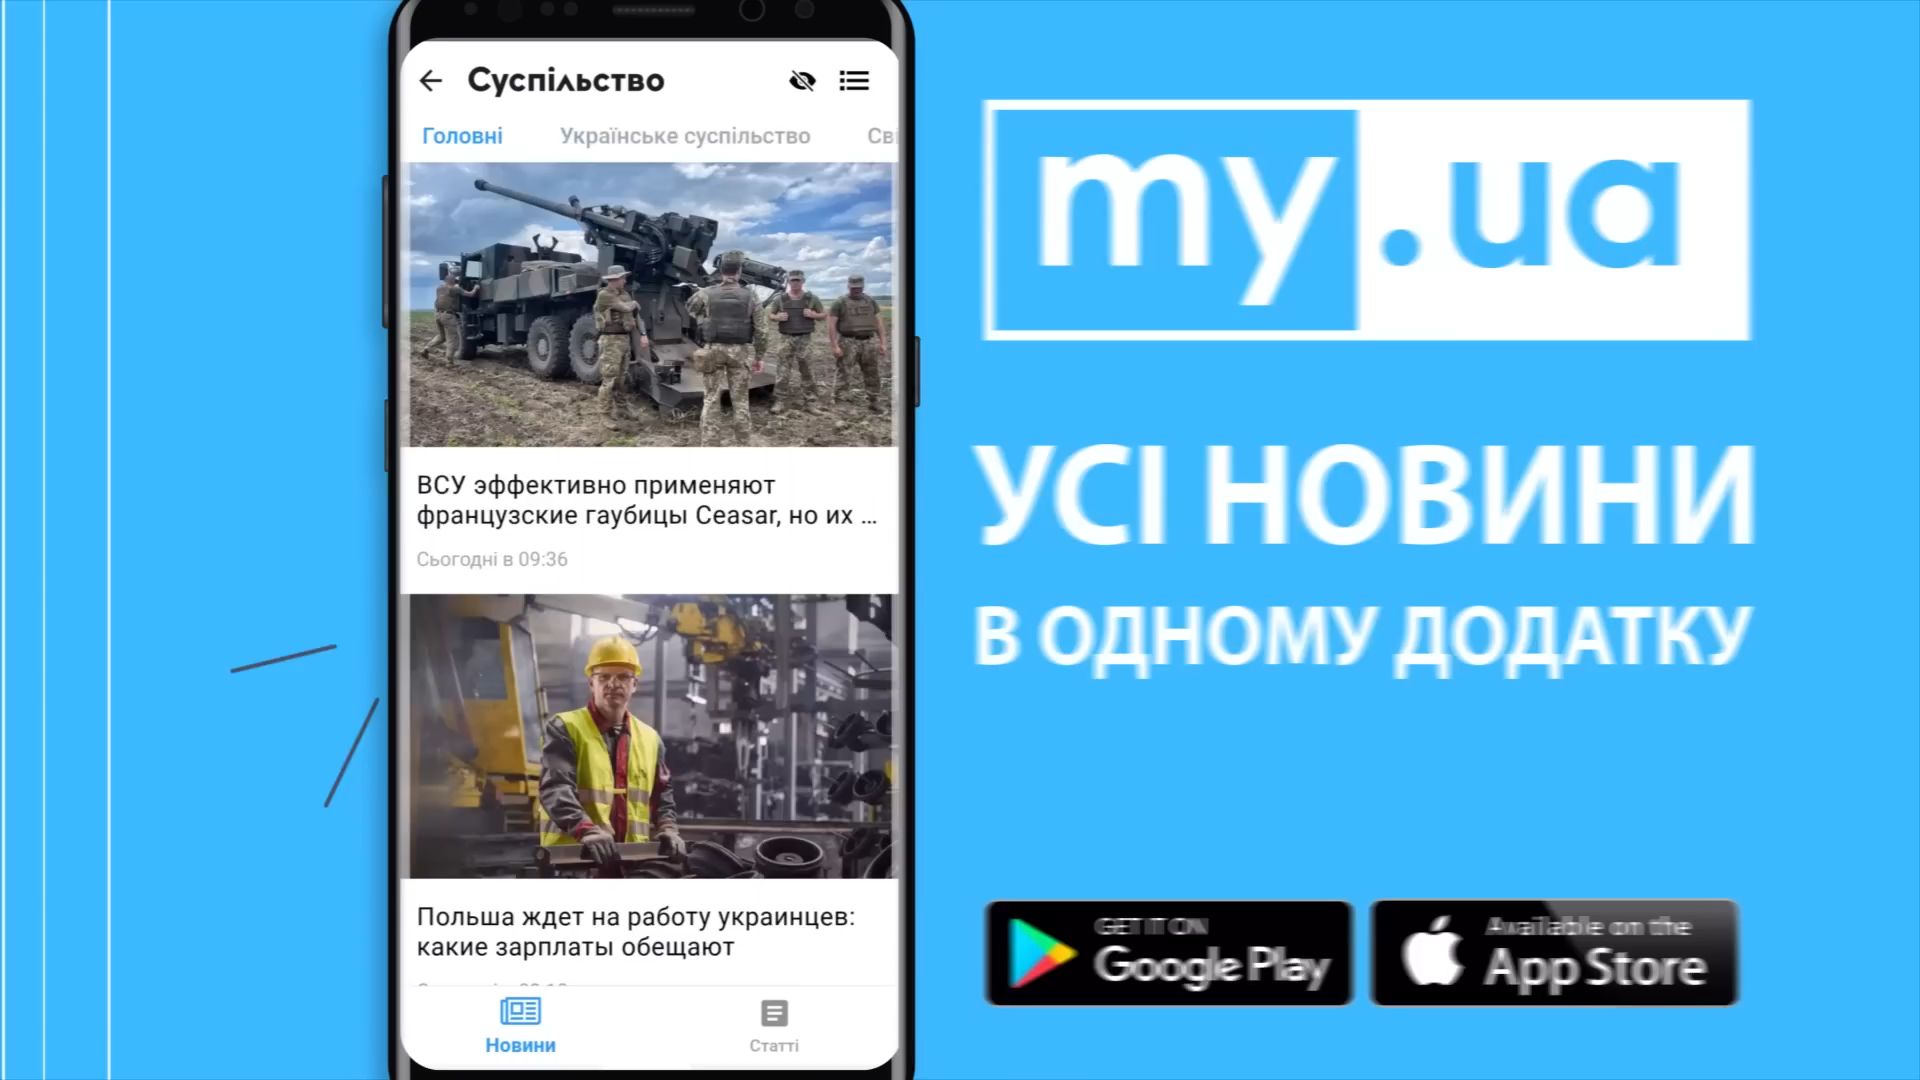 Суспільство
Головні
Українське суспільство
Сві
ВСУ эффективно применяют
французские гаубицы Ceasar, но их ...
Сьогодні в 09:36
Польша ждет на работу украинцев:
какие зарплаты обещают
Новини
Статті
my.ua
УСІ НОВИНИ
В ОДНОМУ ДОДАТКУ
GET IT ON
Google Play
Available on the
App Store